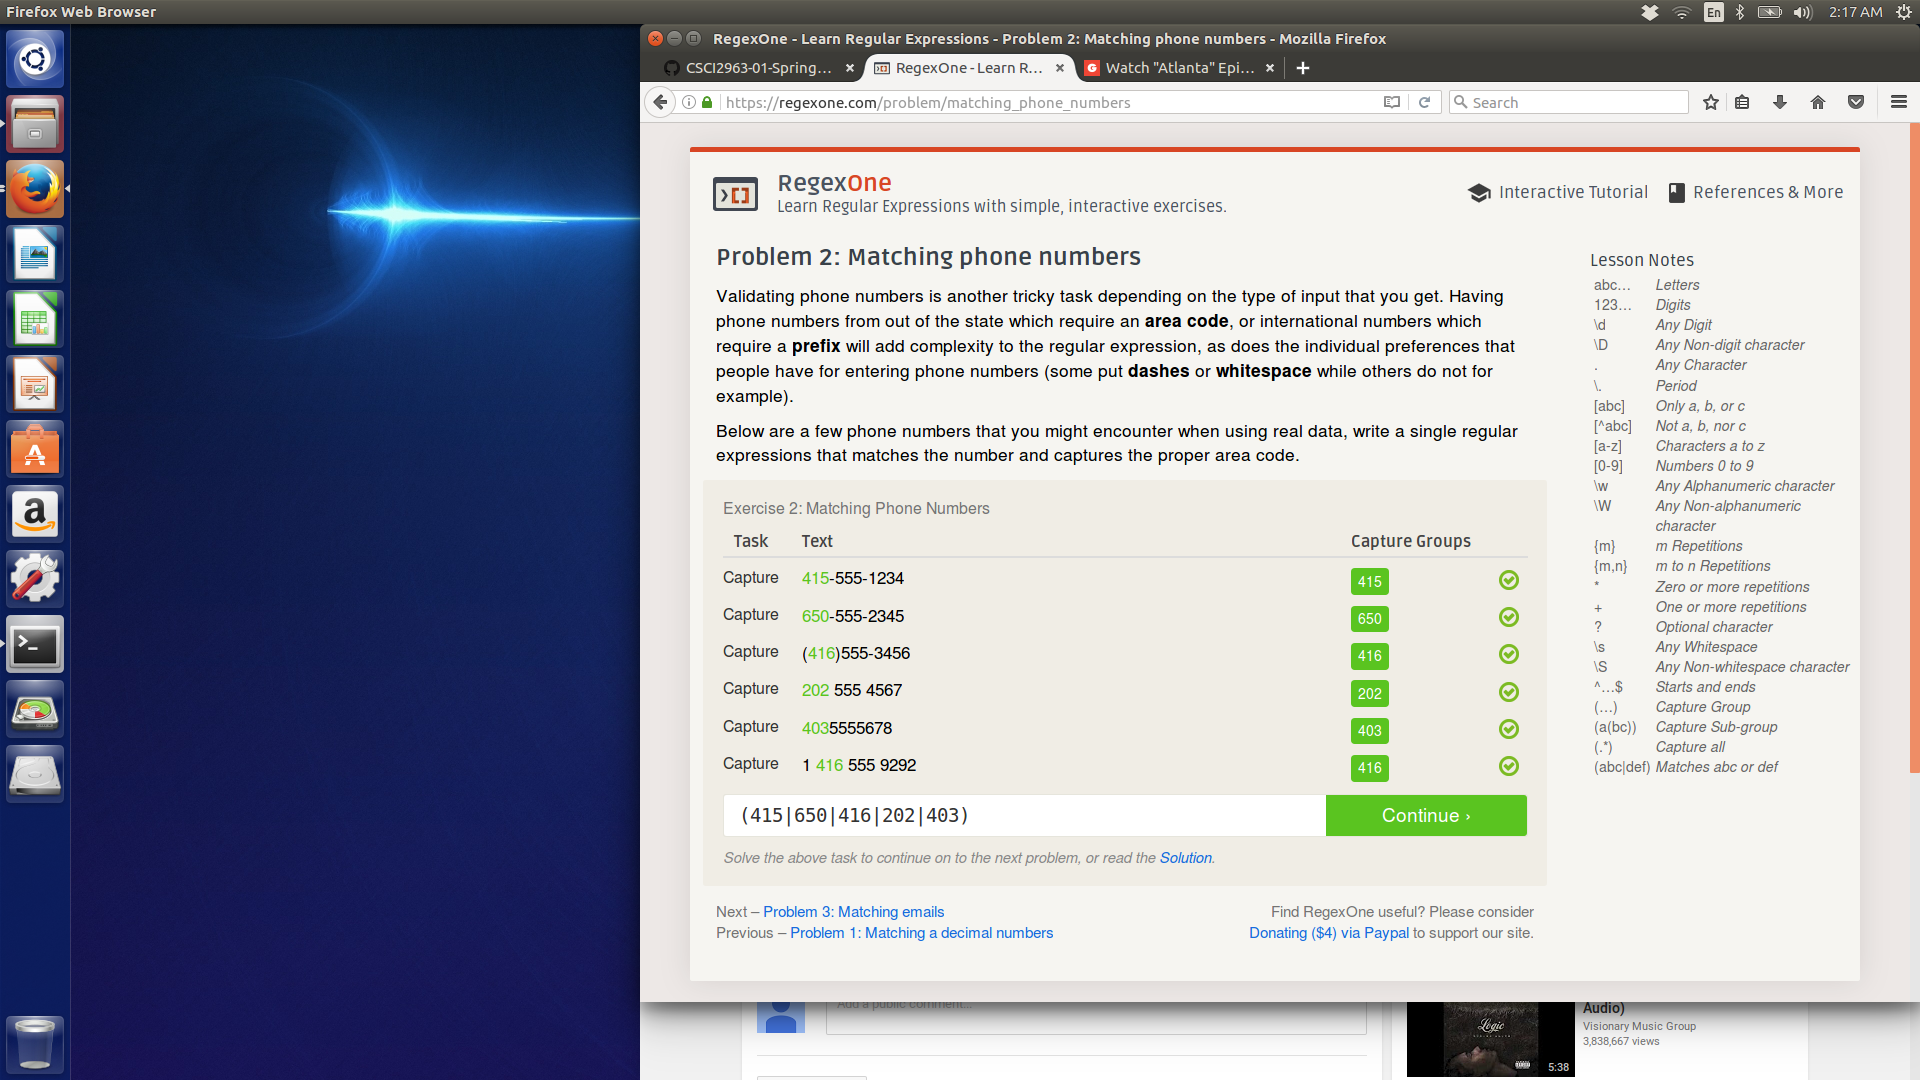 Firefox Web Browser
En
2:17 AM
RegexOne - Learn Regular Expressions - Problem 2: Matching phone numbers - Mozilla Firefox
CSCI2963-01-Spring...
RegexOne - Learn R...
Watch "Atlanta" Epi...
https://regexone.com/problem/matching_phone_numbers
Search
RegexOne
Learn Regular Expressions with simple, interactive exercises.
Interactive Tutorial
References & More
Problem 2: Matching phone numbers
Validating phone numbers is another tricky task depending on the type of input that you get. Having
phone numbers from out of the state which require an area code, or international numbers which
require a prefix will add complexity to the regular expression, as does the individual preferences that
people have for entering phone numbers (some put dashes or whitespace while others do not for
example).
Below are a few phone numbers that you might encounter when using real data, write a single regular
expressions that matches the number and captures the proper area code.
Exercise 2: Matching Phone Numbers
Task Text Capture Groups
Capture 415-555-1234 415
Capture 650-555-2345 650
Capture (416)555-3456 416
Capture 202 555 4567 202
Capture 4035555678 403
Capture 1 416 555 9292 416
(415|650|416|202|403)
Continue ›
Solve the above task to continue on to the next problem, or read the Solution.
Next – Problem 3: Matching emails
Previous – Problem 1: Matching a decimal numbers
Find RegexOne useful? Please consider
Donating ($4) via Paypal to support our site.
Lesson Notes
abc… Letters
123… Digits
\d Any Digit
\D Any Non-digit character
. Any Character
\. Period
[abc] Only a, b, or c
[^abc] Not a, b, nor c
[a-z] Characters a to z
[0-9] Numbers 0 to 9
\w Any Alphanumeric character
\W Any Non-alphanumeric
character
{m} m Repetitions
{m,n} m to n Repetitions
* Zero or more repetitions
+ One or more repetitions
? Optional character
\s Any Whitespace
\S Any Non-whitespace character
^…$ Starts and ends
(…) Capture Group
(a(bc)) Capture Sub-group
(.*) Capture all
(abc|def) Matches abc or def
Add a public comment...
Logic
5:38
Audio)
Visionary Music Group
3,838,667 views